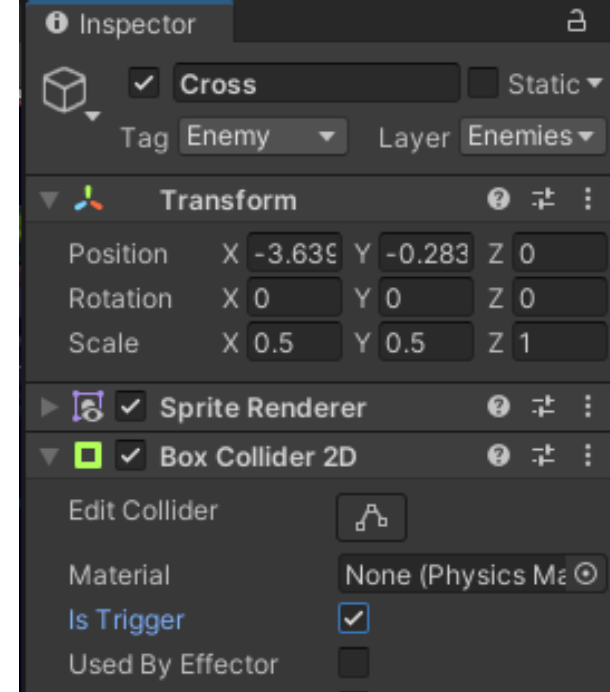 Inspector
Cross Static
Tag Enemy Layer Enemies
Transform
Position X -3.639 Y -0.283 Z 0
Rotation X 0 Y 0 Z 0
Scale X 0.5 Y 0.5 Z 1
Sprite Renderer
Box Collider 2D
Edit Collider
Material None (Physics Ma
Is Trigger
Used By Effector